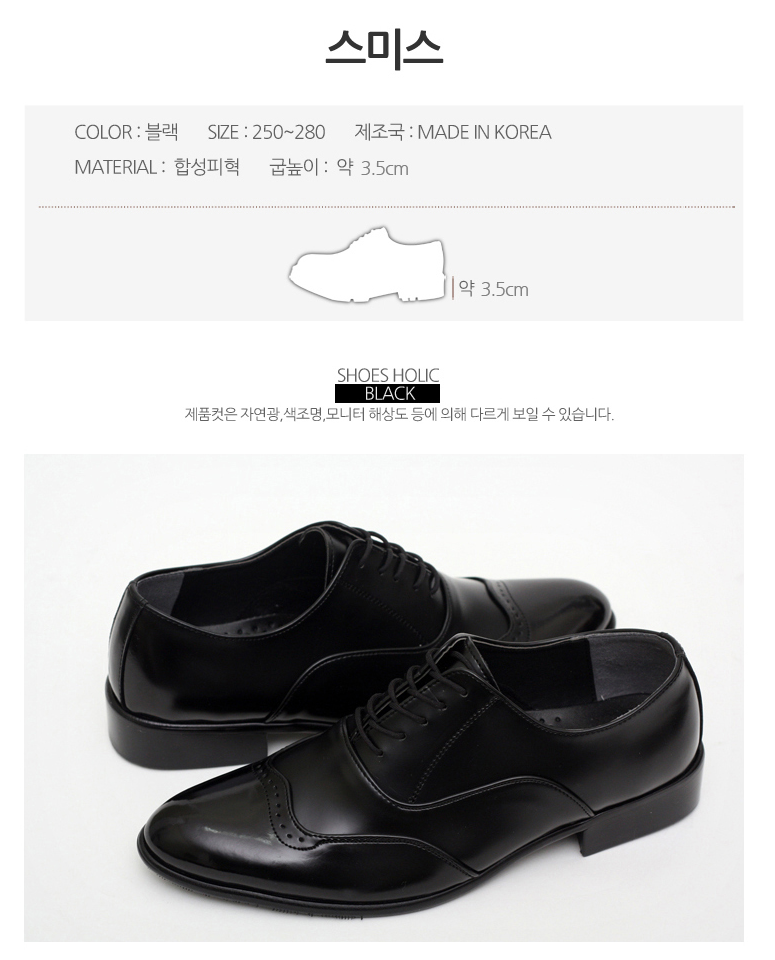 스미스
COLOR : 블랙 SIZE : 250~280 제조국 : MADE IN KOREA
MATERIAL : 합성피혁 굽높이 : 약 3.5cm
약 3.5cm
SHOES HOLIC
BLACK
제품컷은 자연광,색조명,모니터 해상도 등에 의해 다르게 보일 수 있습니다.